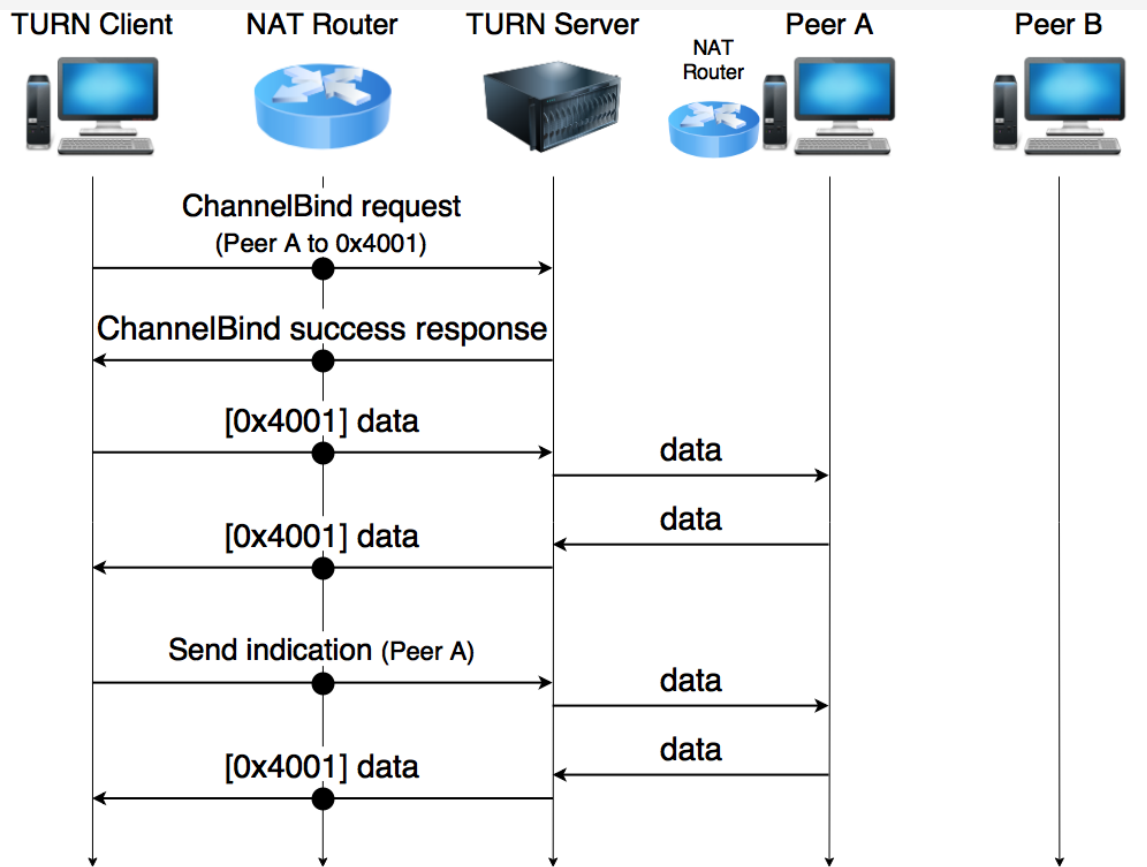 TURN Client
NAT Router
TURN Server
NAT
Router
Peer A
Peer B
ChannelBind request
(Peer A to 0x4001)
ChannelBind success response
[0x4001] data
data
data
[0x4001] data
Send indication (Peer A)
data
data
[0x4001] data